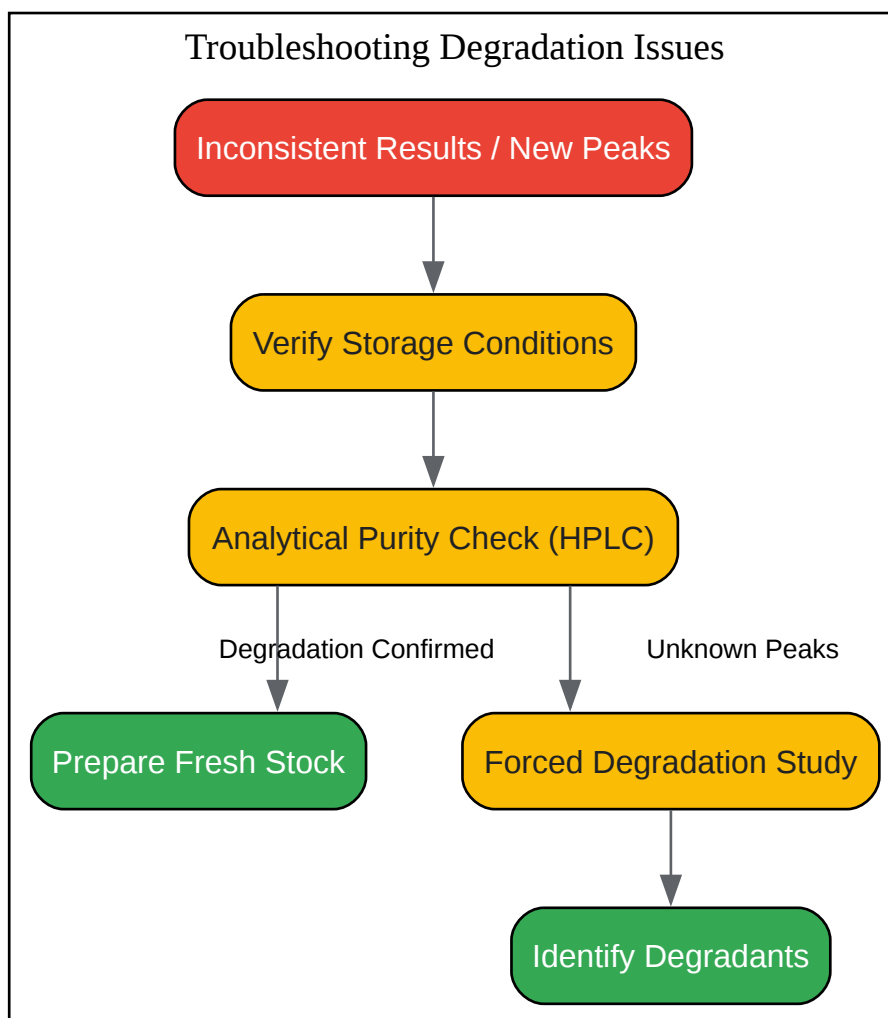 Troubleshooting Degradation Issues
Inconsistent Results / New Peaks
Verify Storage Conditions
Analytical Purity Check (HPLC)
Degradation Confirmed
Unknown Peaks
Prepare Fresh Stock
Forced Degradation Study
Identify Degradants